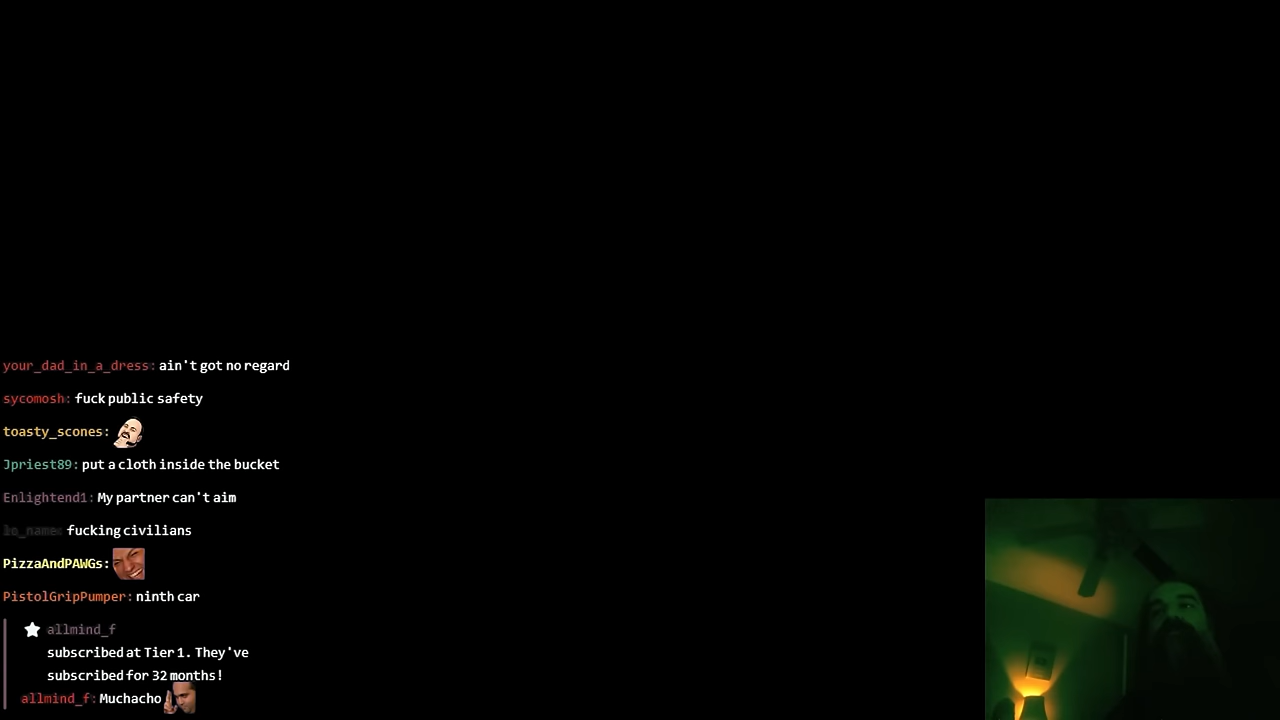 your_dad_in_a_dress: ain't got no regard
sycomosh: fuck public safety
toasty_scones:
Jpriest89: put a cloth inside the bucket
Enlightend1: My partner can't aim
lo_name: fucking civilians
PizzaAndPAWGs:
PistolGripPumper: ninth car
allmind_f
subscribed at Tier 1. They've
subscribed for 32 months!
allmind_f: Muchacho